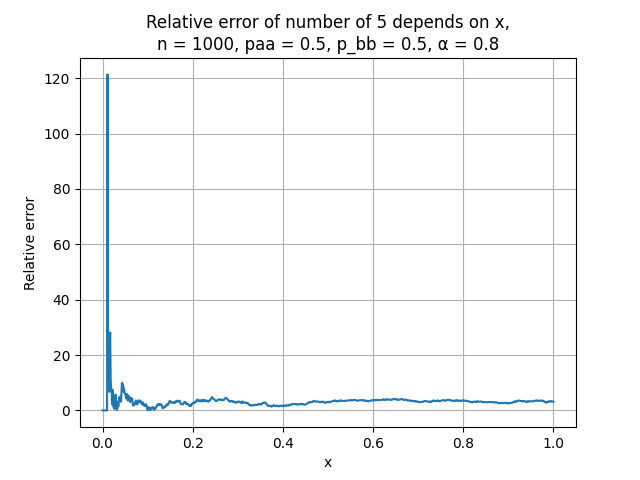 Relative error of number of 5 depends on x,
n = 1000, paa = 0.5, p_bb = 0.5, α = 0.8
120
100
80
60
40
20
0
Relative error
0.0 0.2 0.4 0.6 0.8 1.0
x